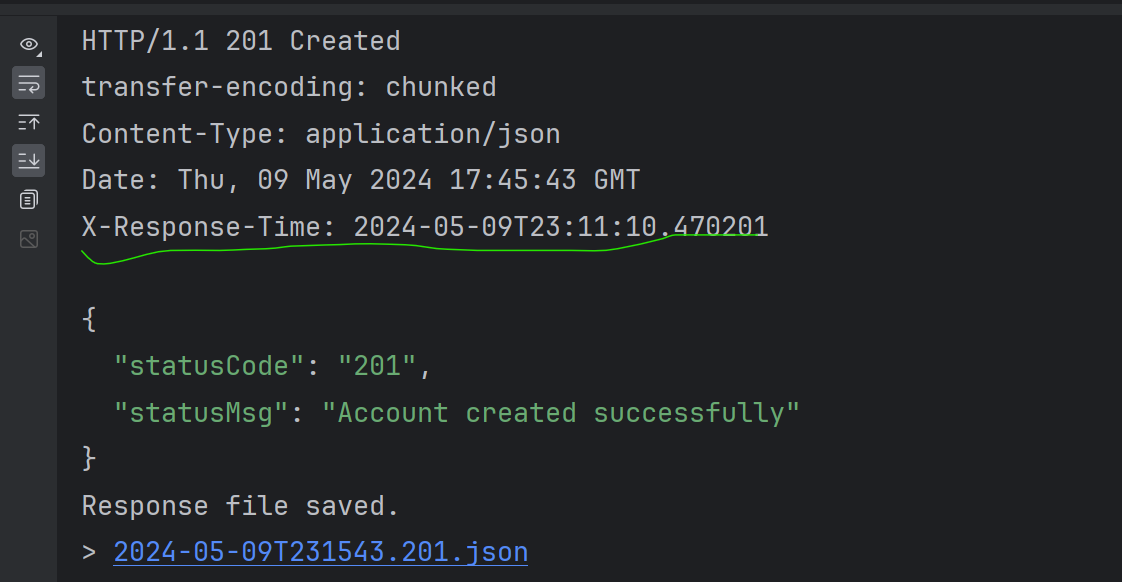 HTTP/1.1 201 Created
transfer-encoding: chunked
Content-Type: application/json
Date: Thu, 09 May 2024 17:45:43 GMT
X-Response-Time: 2024-05-09T23:11:10.470201
{
  "statusCode": "201",
  "statusMsg": "Account created successfully"
}
Response file saved.
> 2024-05-09T231543.201.json